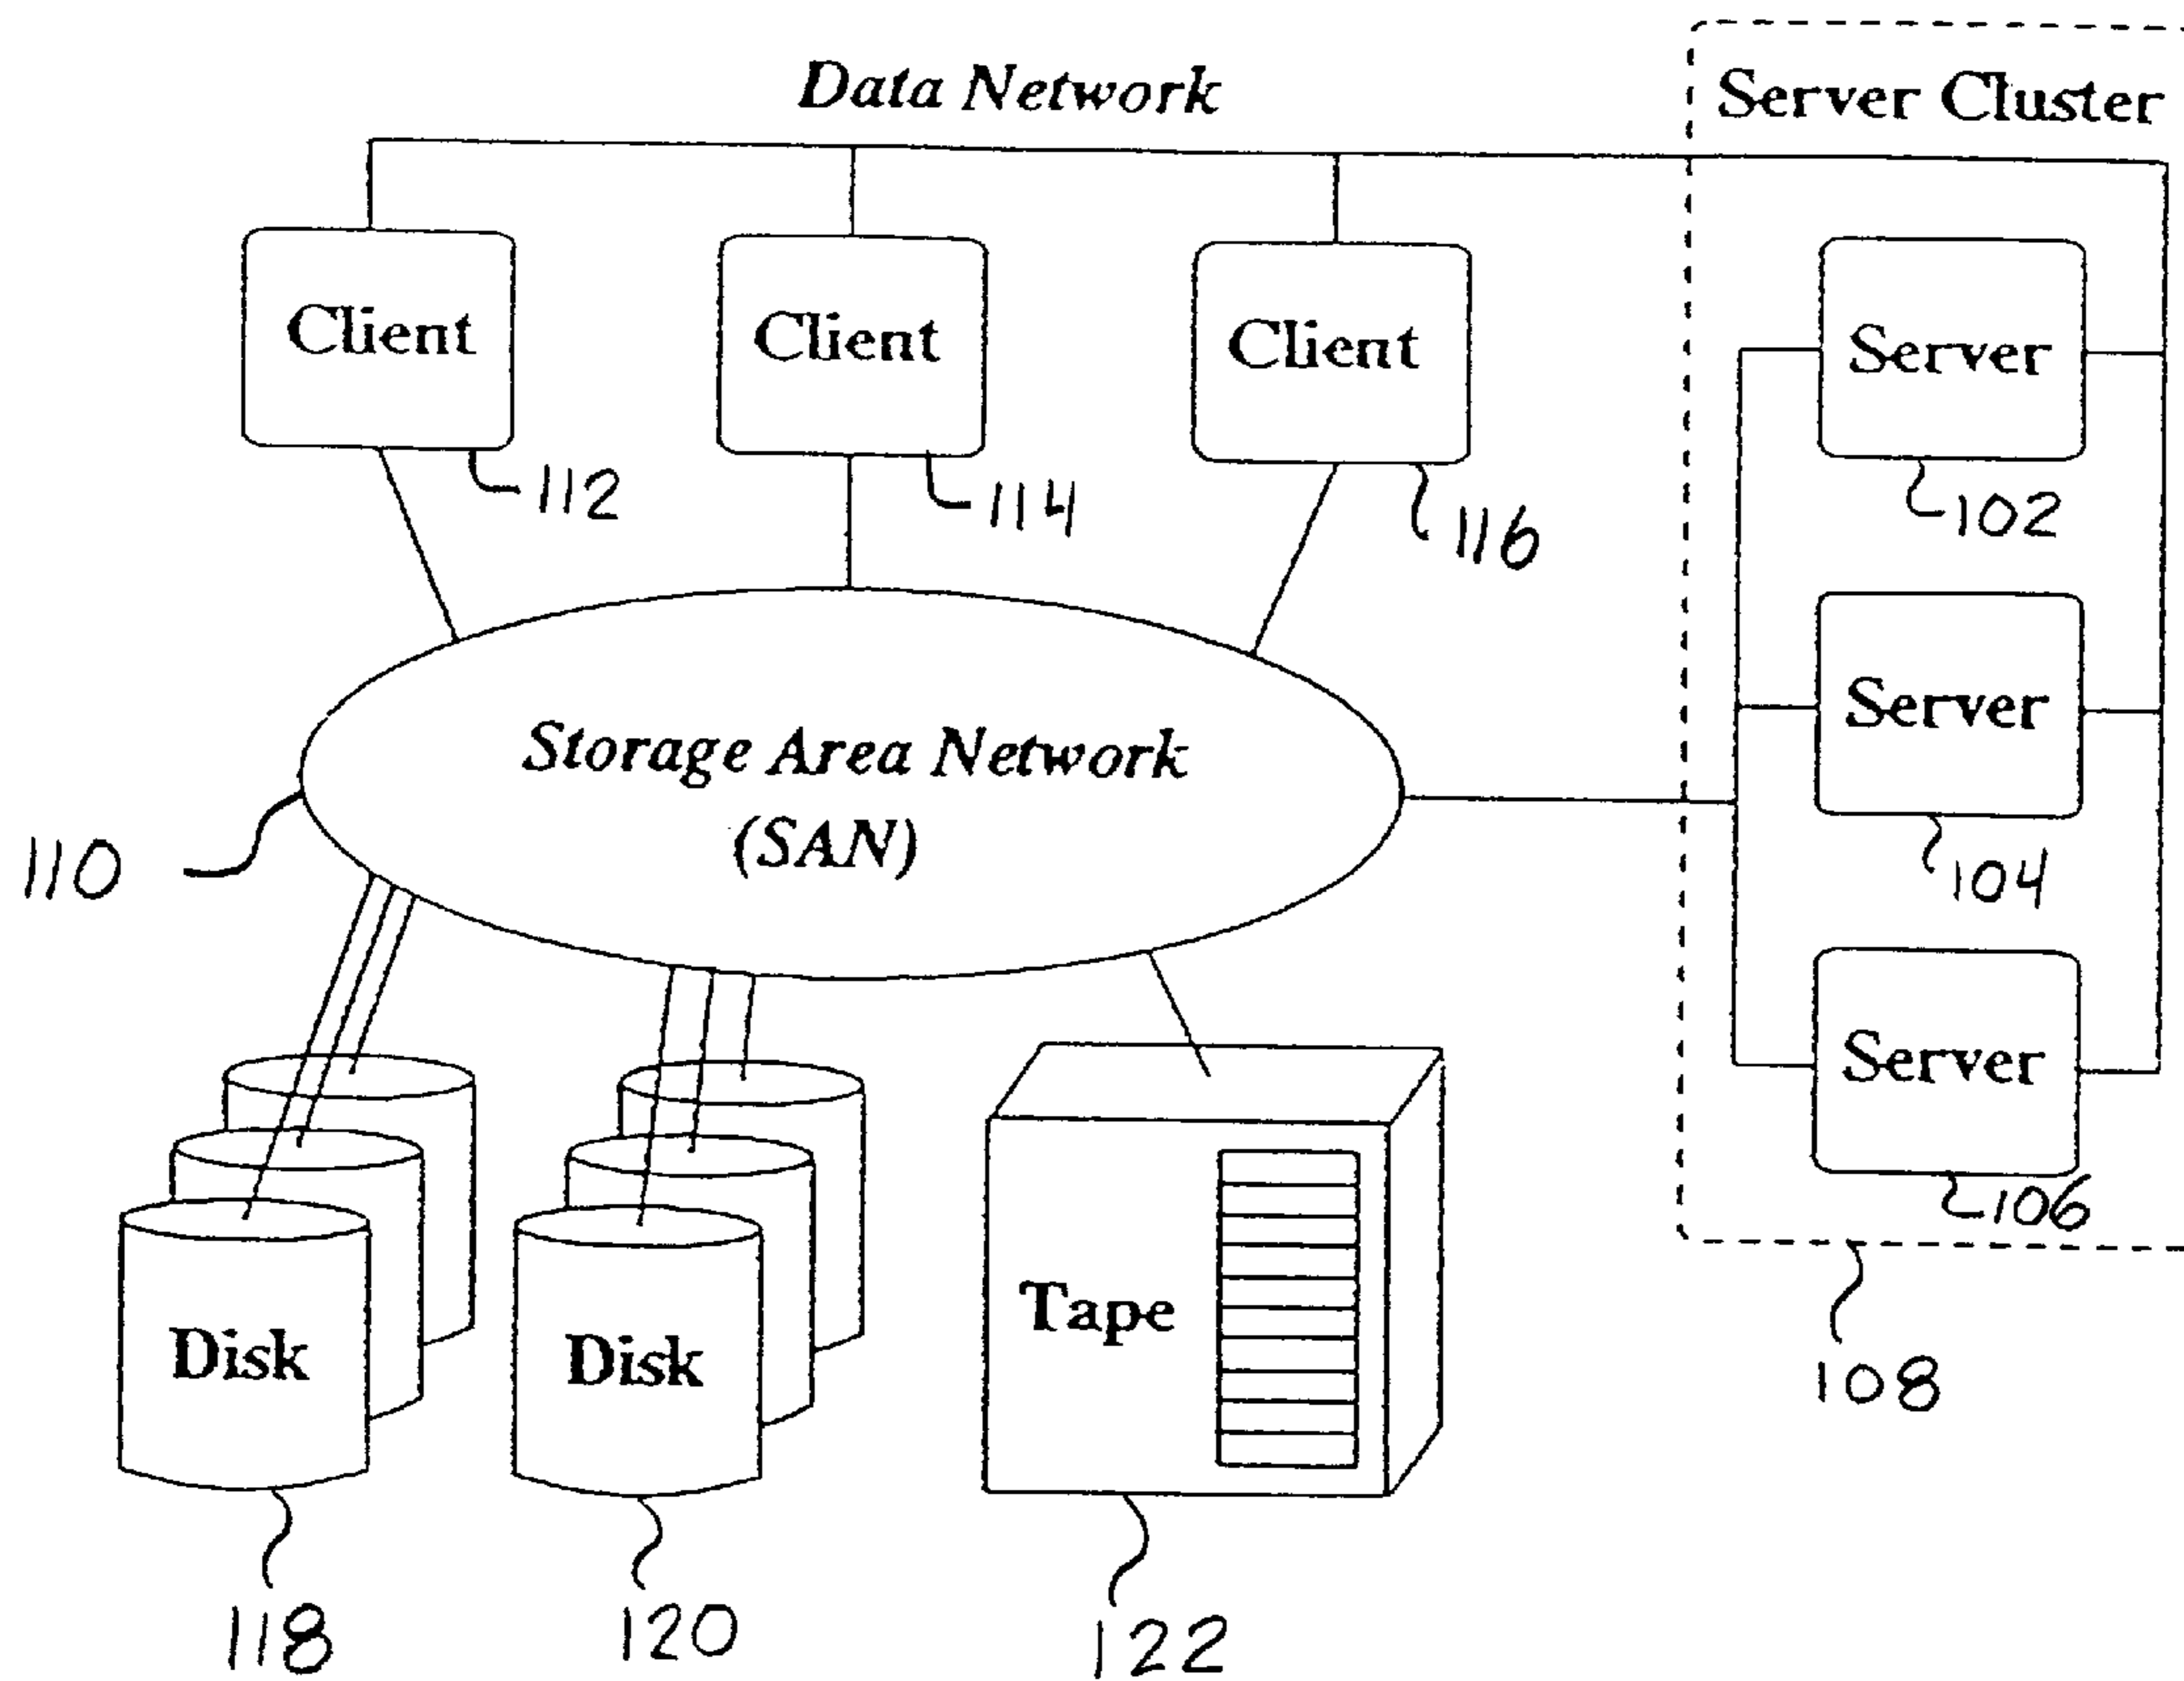 Data Network
Server Cluster
Client
Client
Client
Server
112
114
116
102
Server
Storage Area Network
(SAN)
110
104
Server
106
Disk
Disk
Tape
108
118
120
122